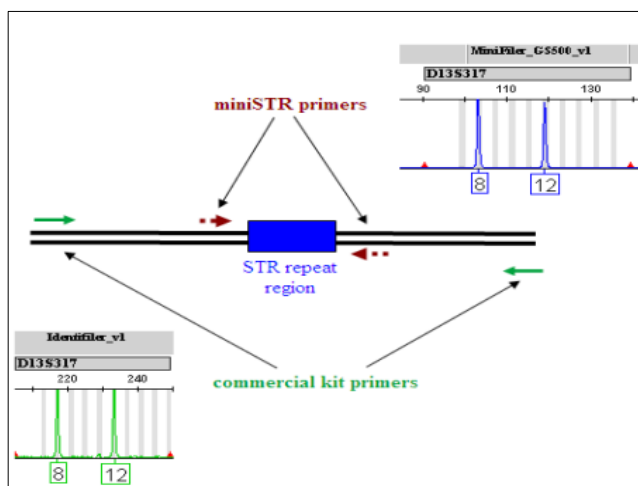 MiniFiler_GS500_v1
D13S317
90 110 130
8 12
miniSTR primers
STR repeat
region
commercial kit primers
Identifiler_v1
D13S317
220 240
8 12